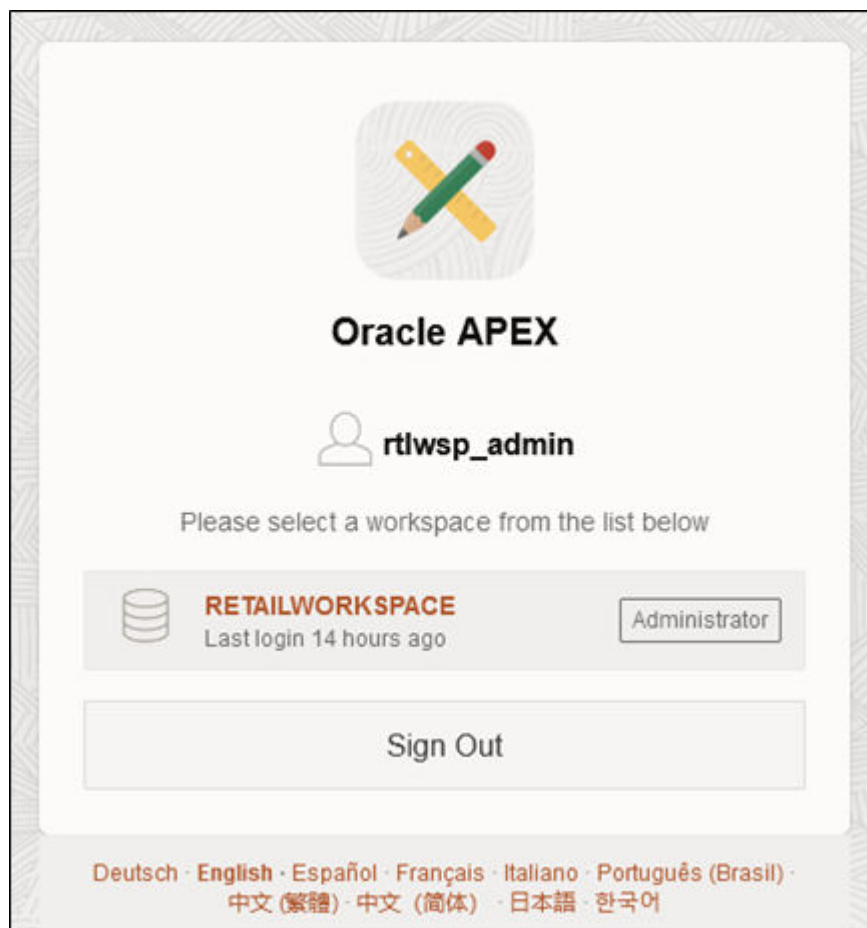 Oracle APEX
rtlwsp_admin
Please select a workspace from the list below
RETAILWORKSPACE
Last login 14 hours ago
Administrator
Sign Out
Deutsch · English · Español · Français · Italiano · Português (Brasil) ·
中文 (繁體) · 中文 (简体) · 日本語 · 한국어